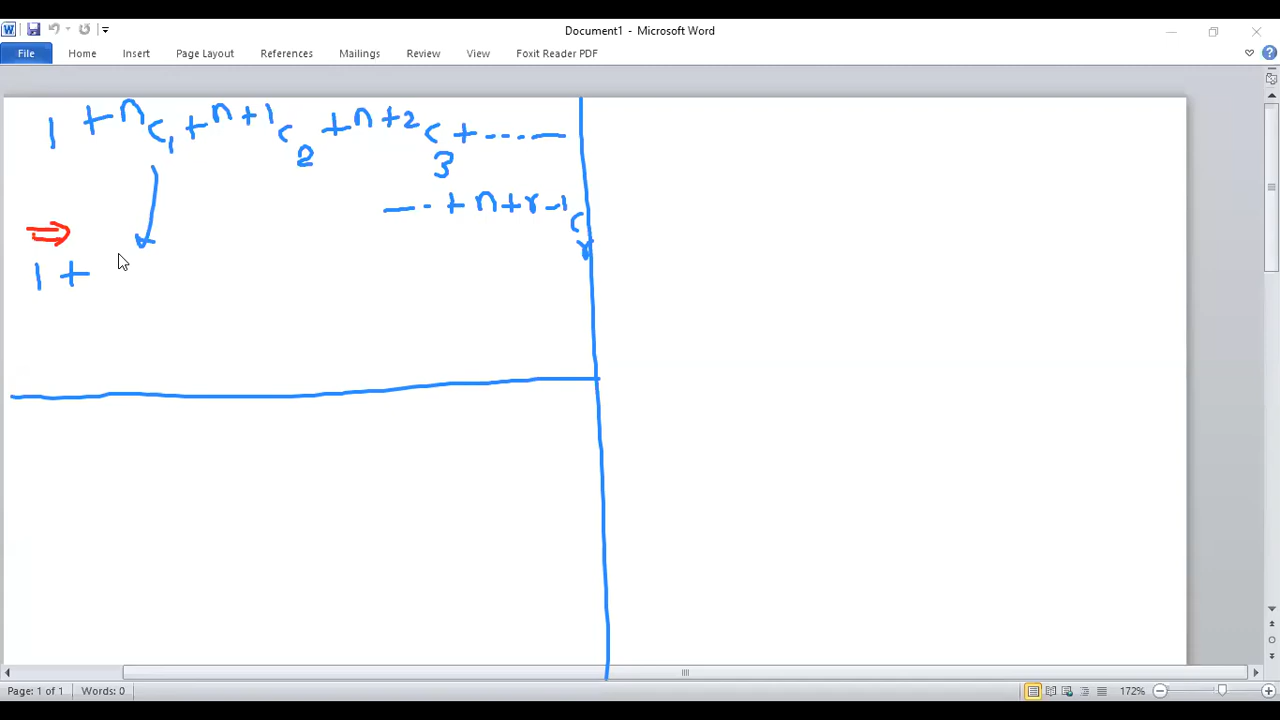 Document1 - Microsoft Word
File Home Insert Page Layout References Mailings Review View Foxit Reader PDF
1 + nc1 + n+1c2 + n+2c3 + ----—
—- + n+r-1cr
⇒
1 +
Page: 1 of 1 Words: 0 172%